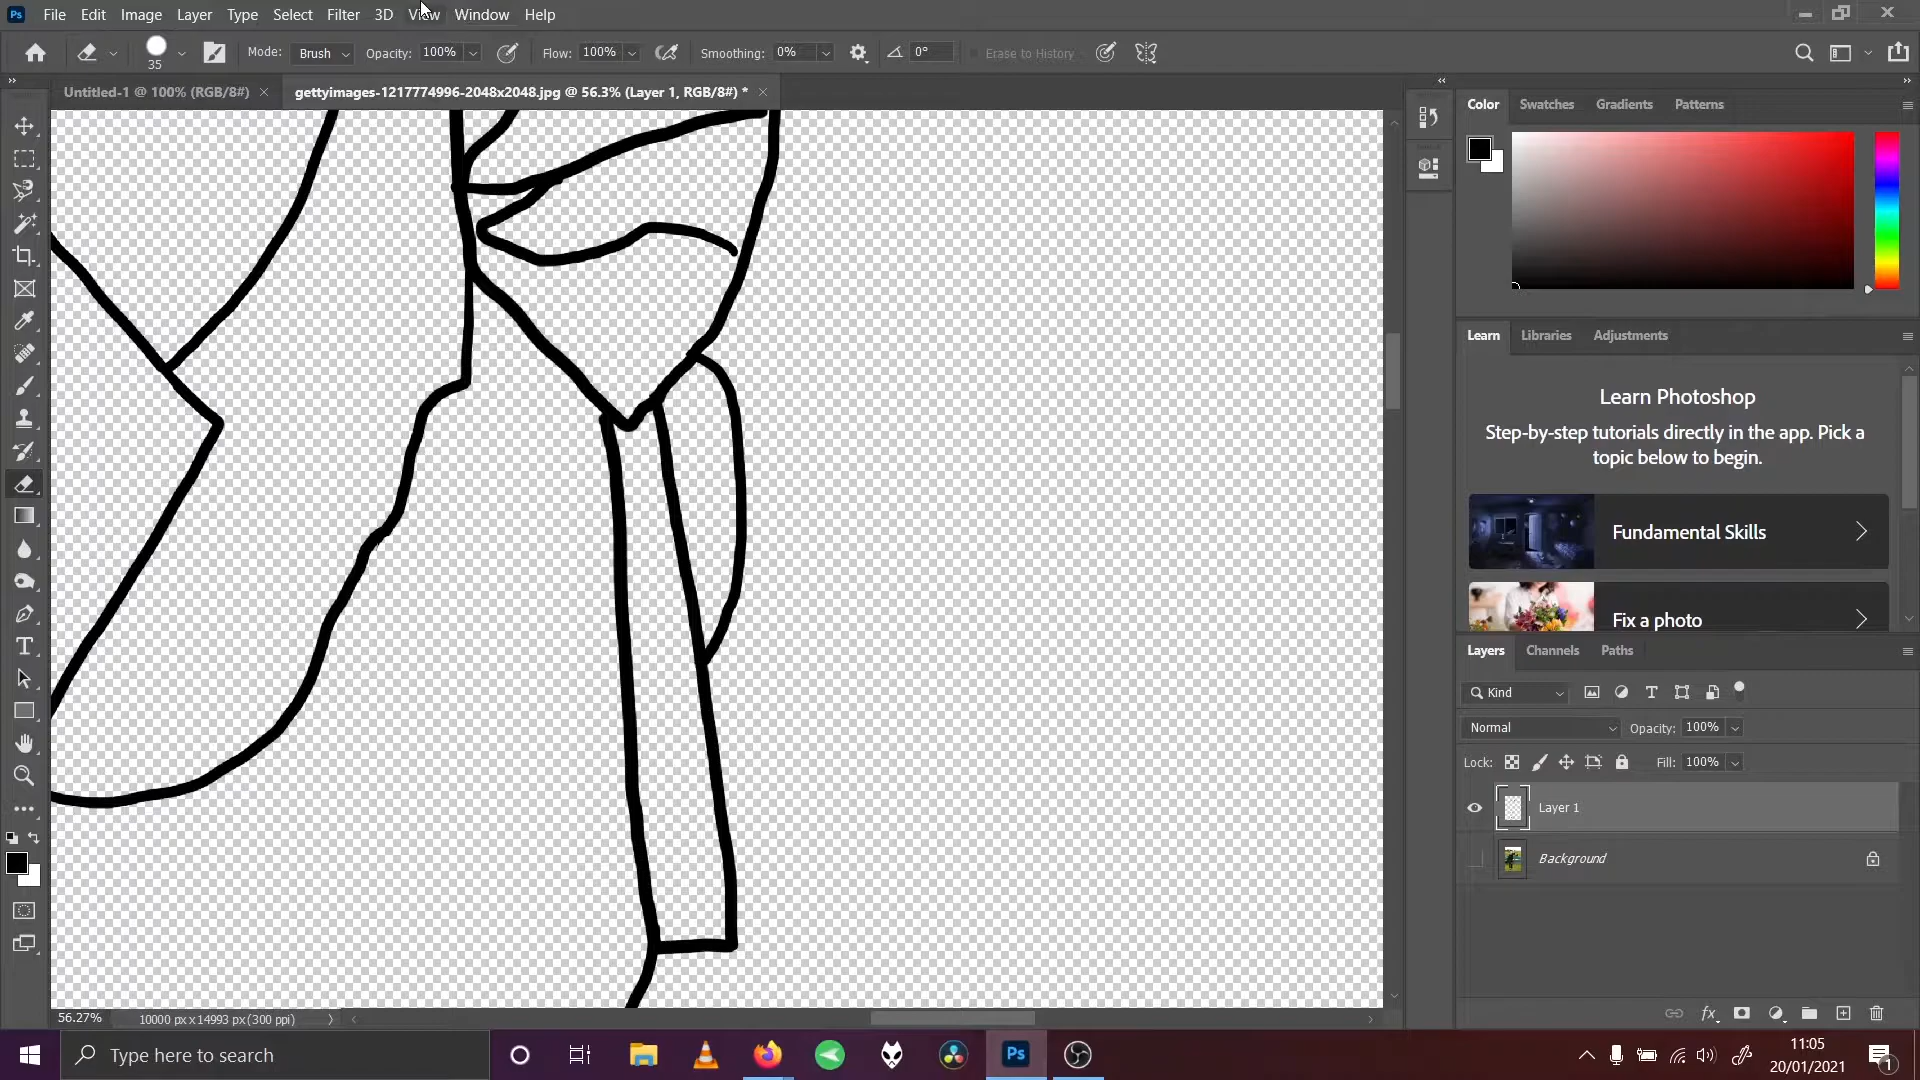 Ps File Edit Image Layer Type Select Filter 3D View Window Help
35 Mode: Brush Opacity: 100% Flow: 100% Smoothing: 0% 0° Erase to History
Untitled-1 @ 100% (RGB/8#) × gettyimages-1217774996-2048x2048.jpg @ 56.3% (Layer 1, RGB/8#) * ×
Color Swatches Gradients Patterns
Learn Libraries Adjustments
Learn Photoshop
Step-by-step tutorials directly in the app. Pick a
topic below to begin.
Fundamental Skills
Fix a photo
Layers Channels Paths
Kind
Normal Opacity: 100%
Lock: Fill: 100%
Layer 1
Background
fx
56.27% 10000 px x 14993 px (300 ppi)
Type here to search
Ps
11:05
20/01/2021
1